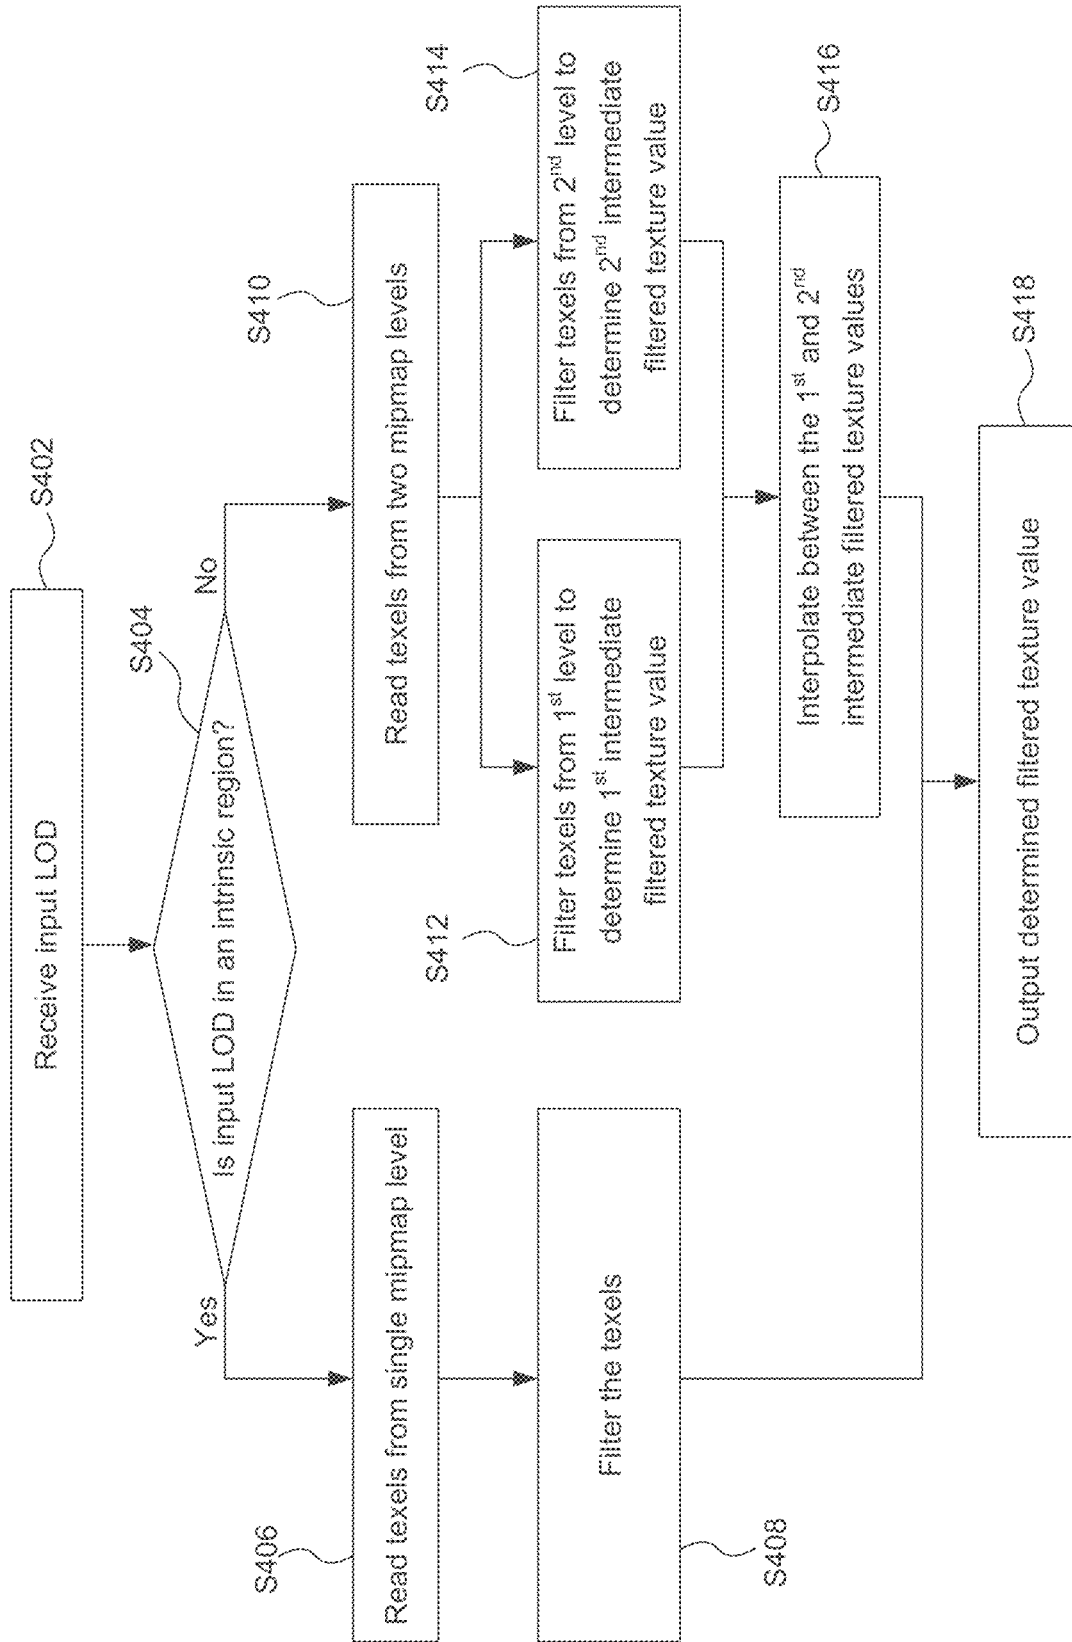 Receive input LOD
S402
Is input LOD in an intrinsic region?
S404
Yes
No
Read texels from single mipmap level
S406
Read texels from two mipmap levels
S410
Filter the texels
S408
Filter texels from 1st level to
determine 1st intermediate
filtered texture value
S412
Filter texels from 2nd level to
determine 2nd intermediate
filtered texture value
S414
Interpolate between the 1st and 2nd
intermediate filtered texture values
S416
Output determined filtered texture value
S418